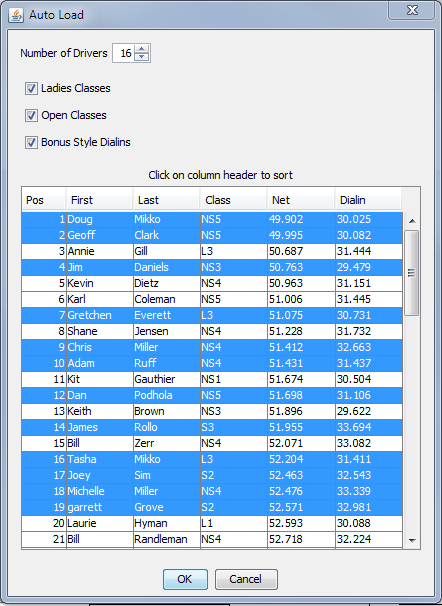 Auto Load
Number of Drivers 16
Ladies Classes
Open Classes
Bonus Style Dialins
Click on column header to sort
Pos First Last Class Net Dialin
1 Doug Mikko NS5 49.902 30.025
2 Geoff Clark NS5 49.995 30.082
3 Annie Gill L3 50.687 31.444
4 Jim Daniels NS3 50.763 29.479
5 Kevin Dietz NS4 50.963 31.151
6 Karl Coleman NS5 51.006 31.445
7 Gretchen Everett L3 51.075 30.731
8 Shane Jensen NS4 51.228 31.732
9 Chris Miller NS4 51.412 32.663
10 Adam Ruff NS4 51.431 31.437
11 Kit Gauthier NS1 51.674 30.504
12 Dan Podhola NS5 51.698 31.106
13 Keith Brown NS3 51.896 29.622
14 James Rollo S3 51.955 33.694
15 Bill Zerr NS4 52.071 33.082
16 Tasha Mikko L3 52.204 31.411
17 Joey Sim S2 52.463 32.543
18 Michelle Miller NS4 52.476 33.339
19 garrett Grove S2 52.571 32.981
20 Laurie Hyman L1 52.593 30.088
21 Bill Randleman NS4 52.718 32.224
OK Cancel